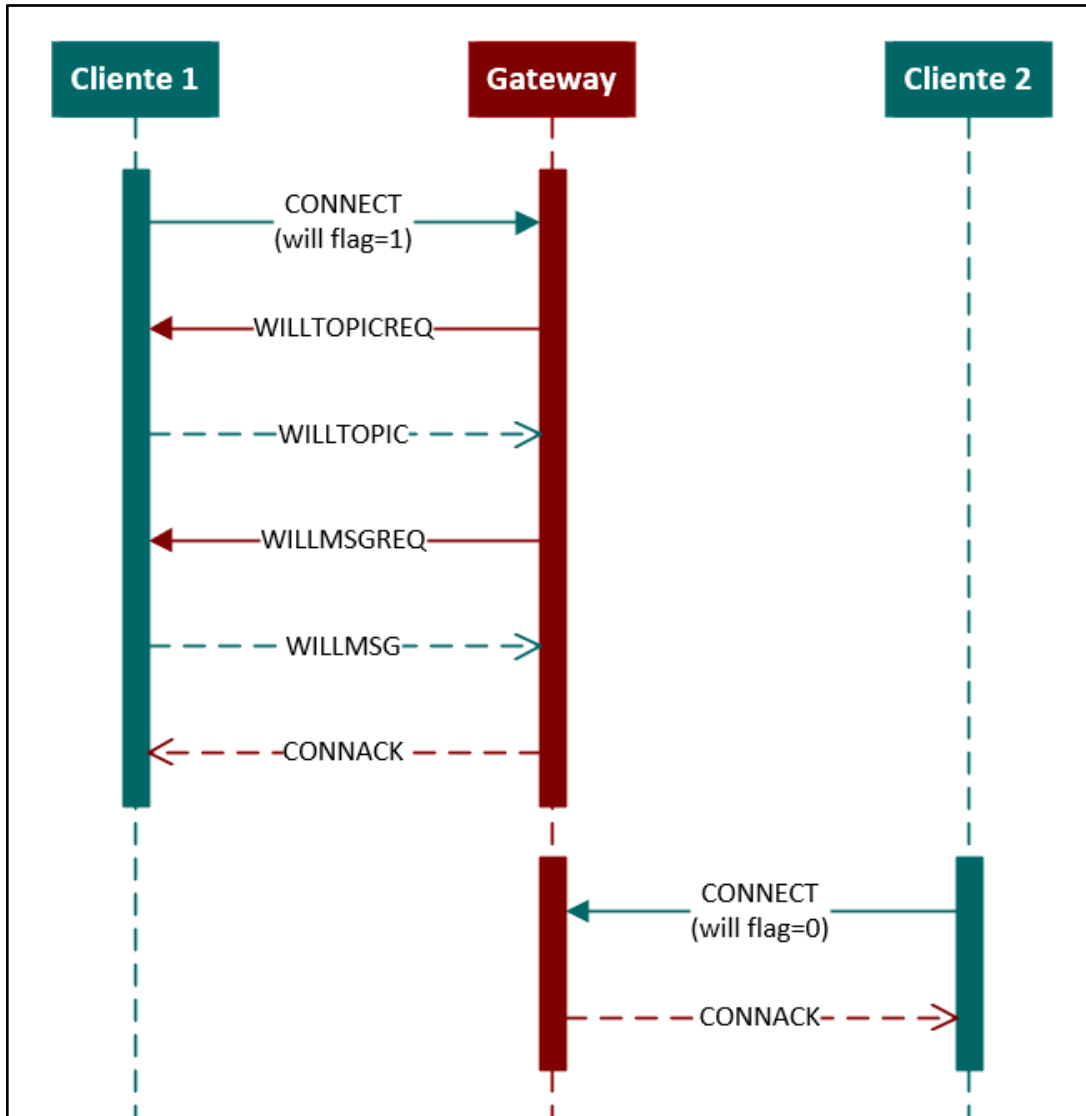 Cliente 1
Gateway
Cliente 2
CONNECT
(will flag=1)
WILLTOPICREQ
WILLTOPIC
WILLMSGREQ
WILLMSG
CONNACK
CONNECT
(will flag=0)
CONNACK